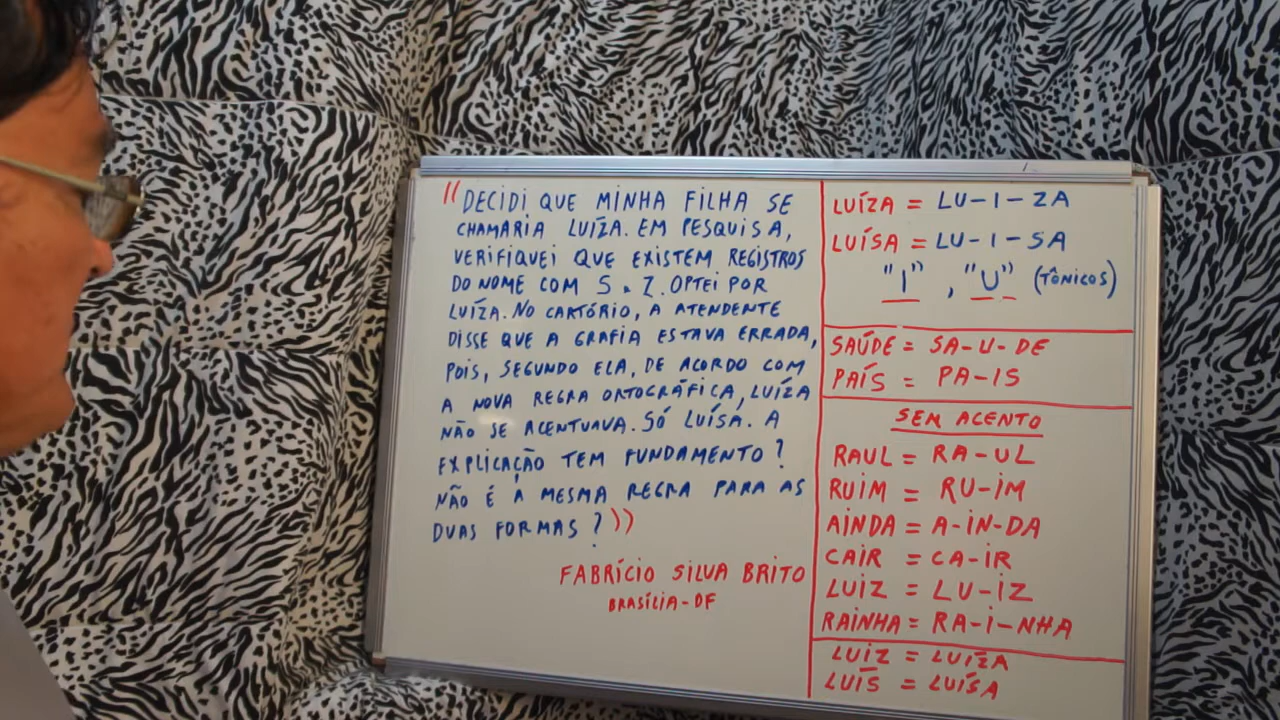 "DECIDI QUE MINHA FILHA SE
CHAMARIA LUÍZA. EM PESQUISA,
VERIFIQUEI QUE EXISTEM REGISTROS
DO NOME COM S e Z. OPTEI POR
LUÍZA. NO CARTÓRIO, A ATENDENTE
DISSE QUE A GRAFIA ESTAVA ERRADA,
POIS, SEGUNDO ELA, DE ACORDO COM
A NOVA REGRA ORTOGRÁFICA, LUÍZA
NÃO SE ACENTUAVA. SÓ LUÍSA. A
EXPLICAÇÃO TEM FUNDAMENTO?
NÃO É A MESMA REGRA PARA AS
DUAS FORMAS?"
FABRÍCIO SILVA BRITO
BRASÍLIA-DF
LUÍZA = LU-I-ZA
LUÍSA = LU-I-SA
"I", "U" (TÔNICOS)
SAÚDE = SA-U-DE
PAÍS = PA-IS
SEM ACENTO
RAUL = RA-UL
RUIM = RU-IM
AINDA = A-IN-DA
CAIR = CA-IR
LUIZ = LU-IZ
RAINHA = RA-I-NHA
LUIZ = LUÍZA
LUÍS = LUÍSA